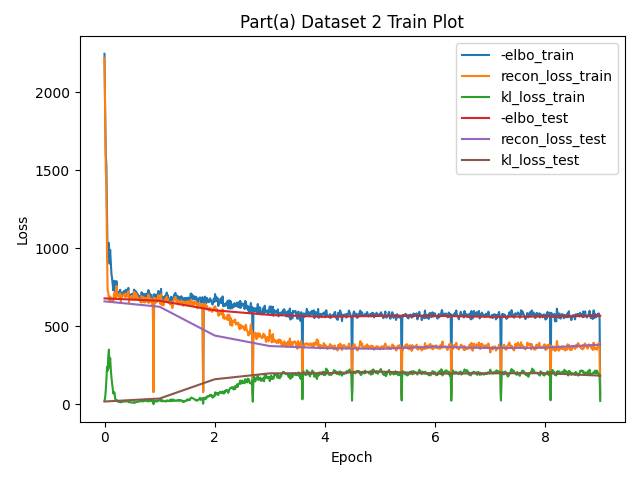 Part(a) Dataset 2 Train Plot
-elbo_train
recon_loss_train
kl_loss_train
-elbo_test
recon_loss_test
kl_loss_test
Loss
2000
1500
1000
500
0
0 2 4 6 8
Epoch